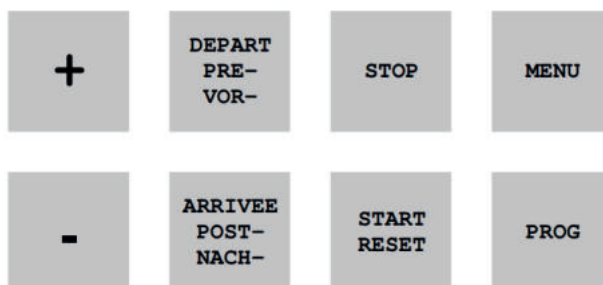 +
DEPART
PRE-
VOR-
STOP
MENU
-
ARRIVEE
POST-
NACH-
START
RESET
PROG